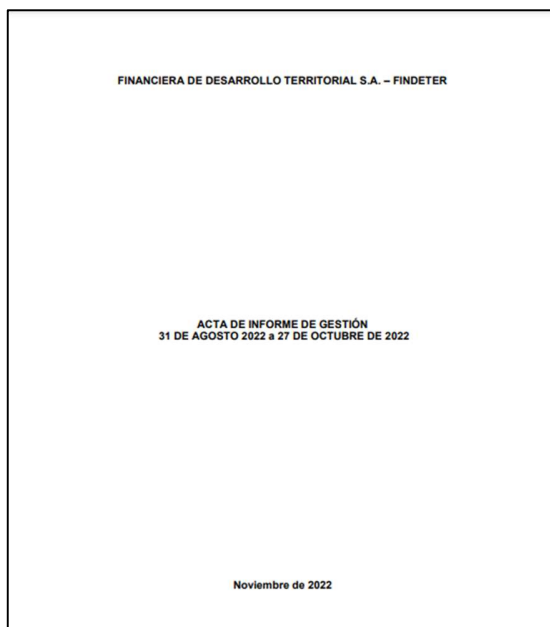 FINANCIERA DE DESARROLLO TERRITORIAL S.A. – FINDETER
ACTA DE INFORME DE GESTIÓN
31 DE AGOSTO 2022 a 27 DE OCTUBRE DE 2022
Noviembre de 2022